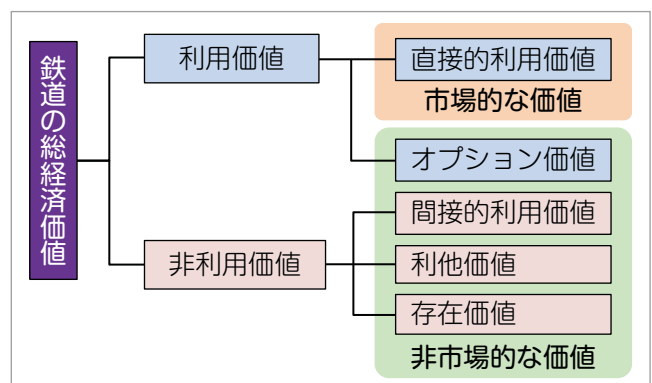 鉄道の総経済価値
利用価値
直接的利用価値
市場的な価値
オプション価値
間接的利用価値
非利用価値
利他価値
存在価値
非市場的な価値